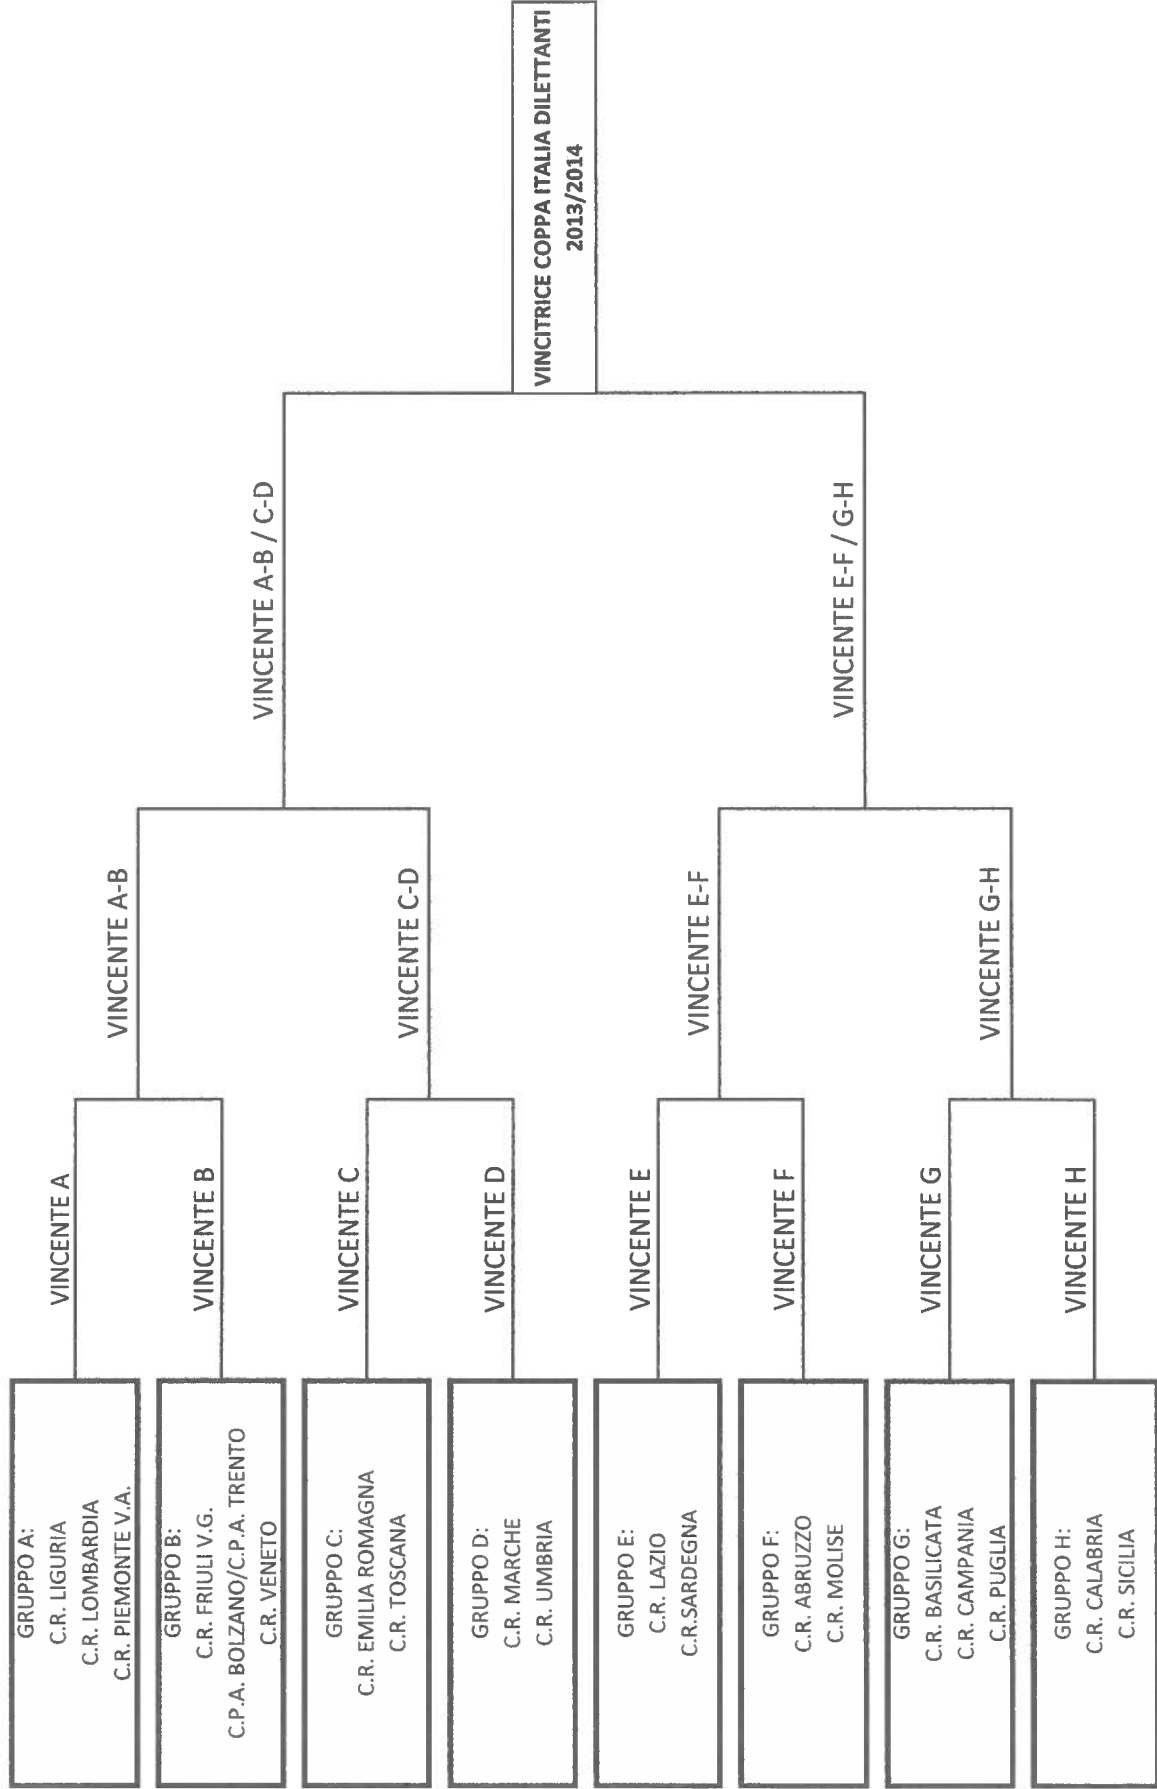 GRUPPO A:
C.R. LIGURIA
C.R. LOMBARDIA
C.R. PIEMONTE V.A.
GRUPPO B:
C.R. FRIULI V.G.
C.P.A. BOLZANO/C.P.A. TRENTO
C.R. VENETO
GRUPPO C:
C.R. EMILIA ROMAGNA
C.R. TOSCANA
GRUPPO D:
C.R. MARCHE
C.R. UMBRIA
GRUPPO E:
C.R. LAZIO
C.R.SARDEGNA
GRUPPO F:
C.R. ABRUZZO
C.R. MOLISE
GRUPPO G:
C.R. BASILICATA
C.R. CAMPANIA
C.R. PUGLIA
GRUPPO H:
C.R. CALABRIA
C.R. SICILIA
VINCENTE A
VINCENTE B
VINCENTE C
VINCENTE D
VINCENTE E
VINCENTE F
VINCENTE G
VINCENTE H
VINCENTE A-B
VINCENTE C-D
VINCENTE E-F
VINCENTE G-H
VINCENTE A-B / C-D
VINCENTE E-F / G-H
VINCITRICE COPPA ITALIA DILETTANTI
2013/2014